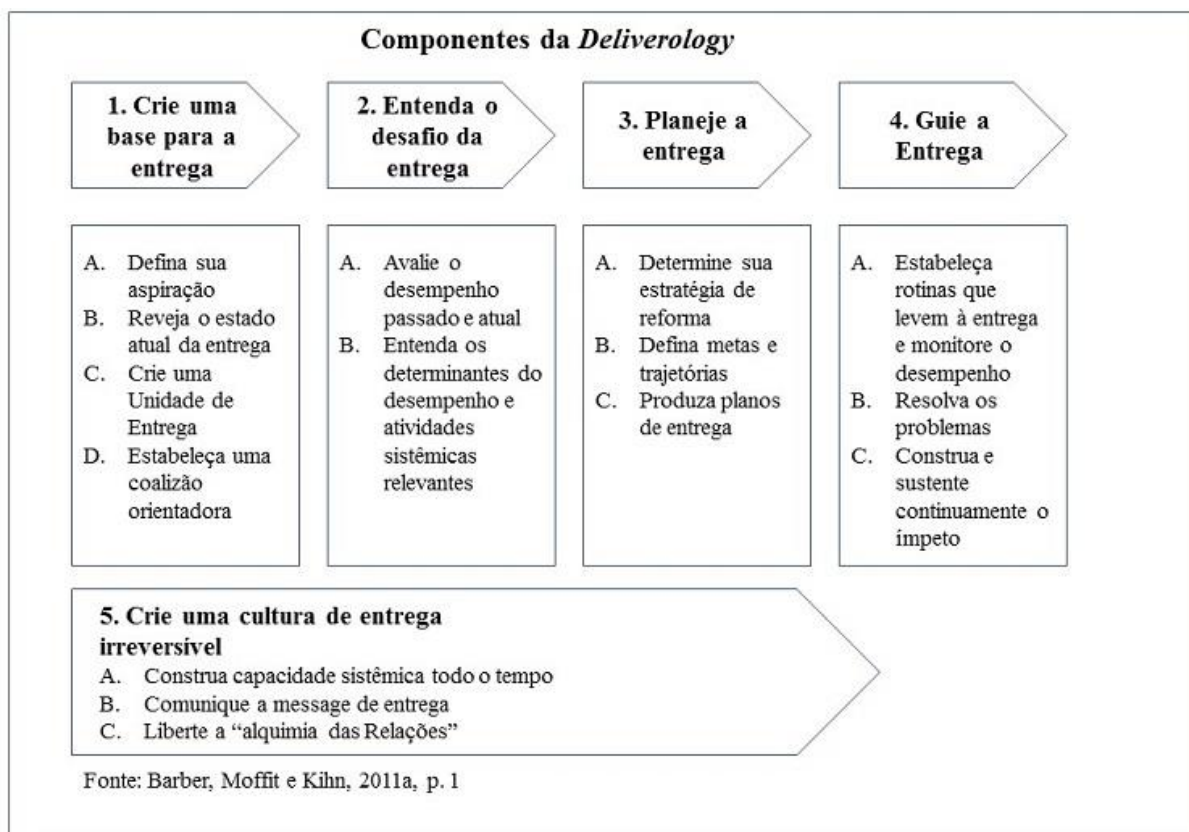 Componentes da Deliverology
1. Crie uma
base para a
entrega
2. Entenda o
desafio da
entrega
3. Planeje a
entrega
4. Guie a
Entrega
A. Defina sua
aspiração
B. Reveja o estado
atual da entrega
C. Crie uma
Unidade de
Entrega
D. Estabeleça uma
coalizão
orientadora
A. Avalie o
desempenho
passado e atual
B. Entenda os
determinantes do
desempenho e
atividades
sistêmicas
relevantes
A. Determine sua
estratégia de
reforma
B. Defina metas e
trajetórias
C. Produza planos
de entrega
A. Estabeleça
rotinas que
levem à entrega
e monitore o
desempenho
B. Resolva os
problemas
C. Construa e
sustente
continuamente o
ímpeto
5. Crie uma cultura de entrega
irreversível
A. Construa capacidade sistêmica todo o tempo
B. Comunique a message de entrega
C. Liberte a “alquimia das Relações”
Fonte: Barber, Moffit e Kihn, 2011a, p. 1